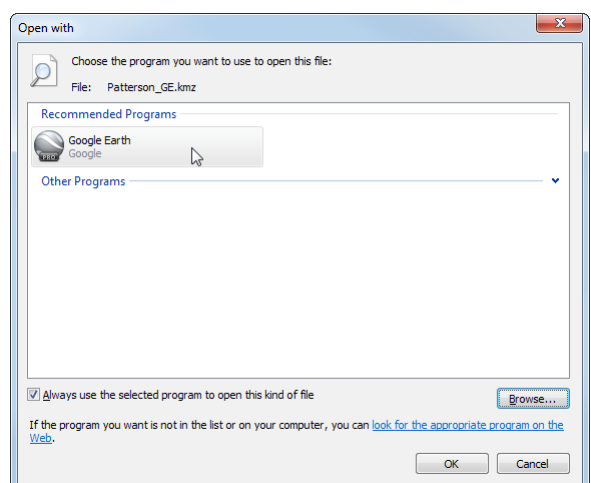 Open with
Choose the program you want to use to open this file:
File: Patterson_GE.kmz
Recommended Programs
Google Earth
Google
PRO
Other Programs
Always use the selected program to open this kind of file
Browse...
If the program you want is not in the list or on your computer, you can look for the appropriate program on the
Web.
OK Cancel